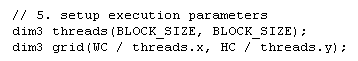 // 5. setup execution parameters
dim3 threads(BLOCK_SIZE, BLOCK_SIZE);
dim3 grid(WC / threads.x, HC / threads.y);